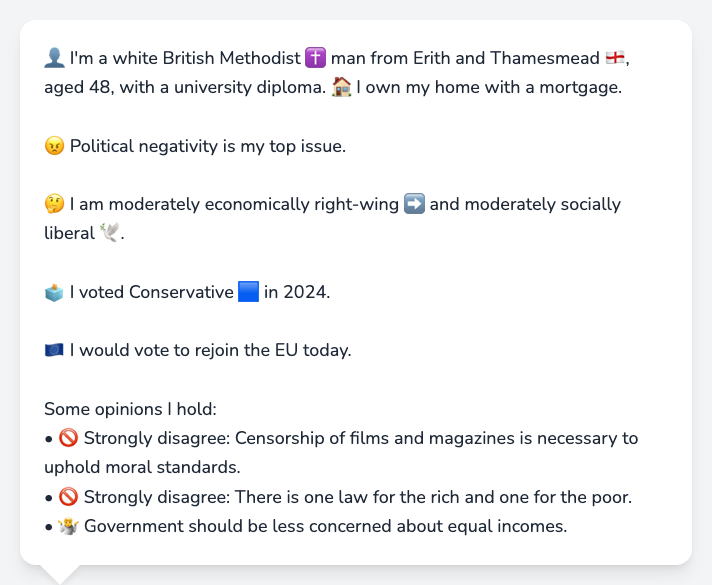 👤 I'm a white British Methodist ✝️ man from Erith and Thamesmead 🏴󠁧󠁢󠁥󠁮󠁧󠁿,
aged 48, with a university diploma. 🏠 I own my home with a mortgage.
😠 Political negativity is my top issue.
🤔 I am moderately economically right-wing ➡️ and moderately socially
liberal 🕊️.
🗳️ I voted Conservative 🟦 in 2024.
🇪🇺 I would vote to rejoin the EU today.
Some opinions I hold:
• 🚫 Strongly disagree: Censorship of films and magazines is necessary to
uphold moral standards.
• 🚫 Strongly disagree: There is one law for the rich and one for the poor.
• 🤷 Government should be less concerned about equal incomes.